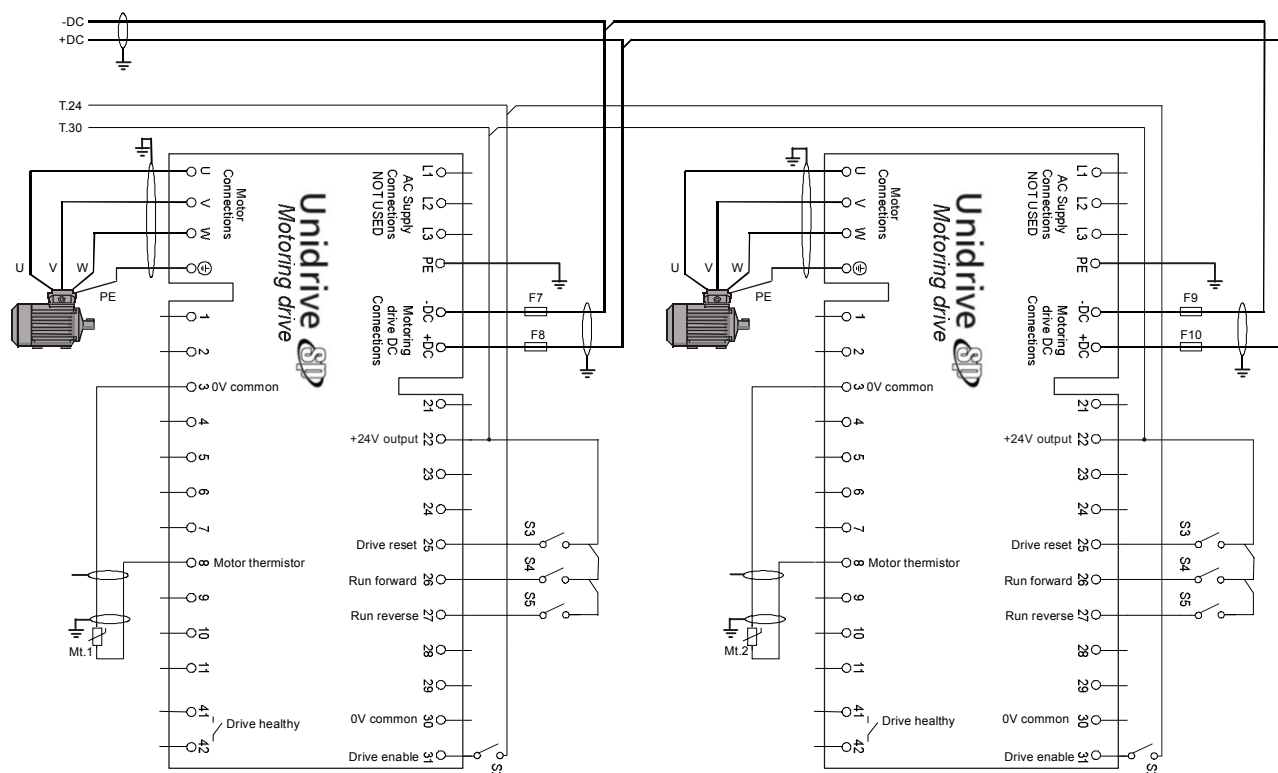 -DC
+DC
T.24
T.30
U
V
W
Motor
Connections
U
V
W
PE
Unidrive SP
Motoring drive
L1
L2
L3
PE
AC Supply
Connections
NOT USED
-DC
+DC
Motoring
drive DC
Connections
F7
F8
1
2
3 0V common
4
5
6
7
8 Motor thermistor
9
10
11
41
42
Drive healthy
Mt.1
21
+24V output 22
23
24
Drive reset 25
Run forward 26
Run reverse 27
28
29
0V common 30
Drive enable 31
S3
S4
S5
U
V
W
Motor
Connections
U
V
W
PE
Unidrive SP
Motoring drive
L1
L2
L3
PE
AC Supply
Connections
NOT USED
-DC
+DC
Motoring
drive DC
Connections
F9
F10
1
2
3 0V common
4
5
6
7
8 Motor thermistor
9
10
11
41
42
Drive healthy
Mt.2
21
+24V output 22
23
24
Drive reset 25
Run forward 26
Run reverse 27
28
29
0V common 30
Drive enable 31
S3
S4
S5